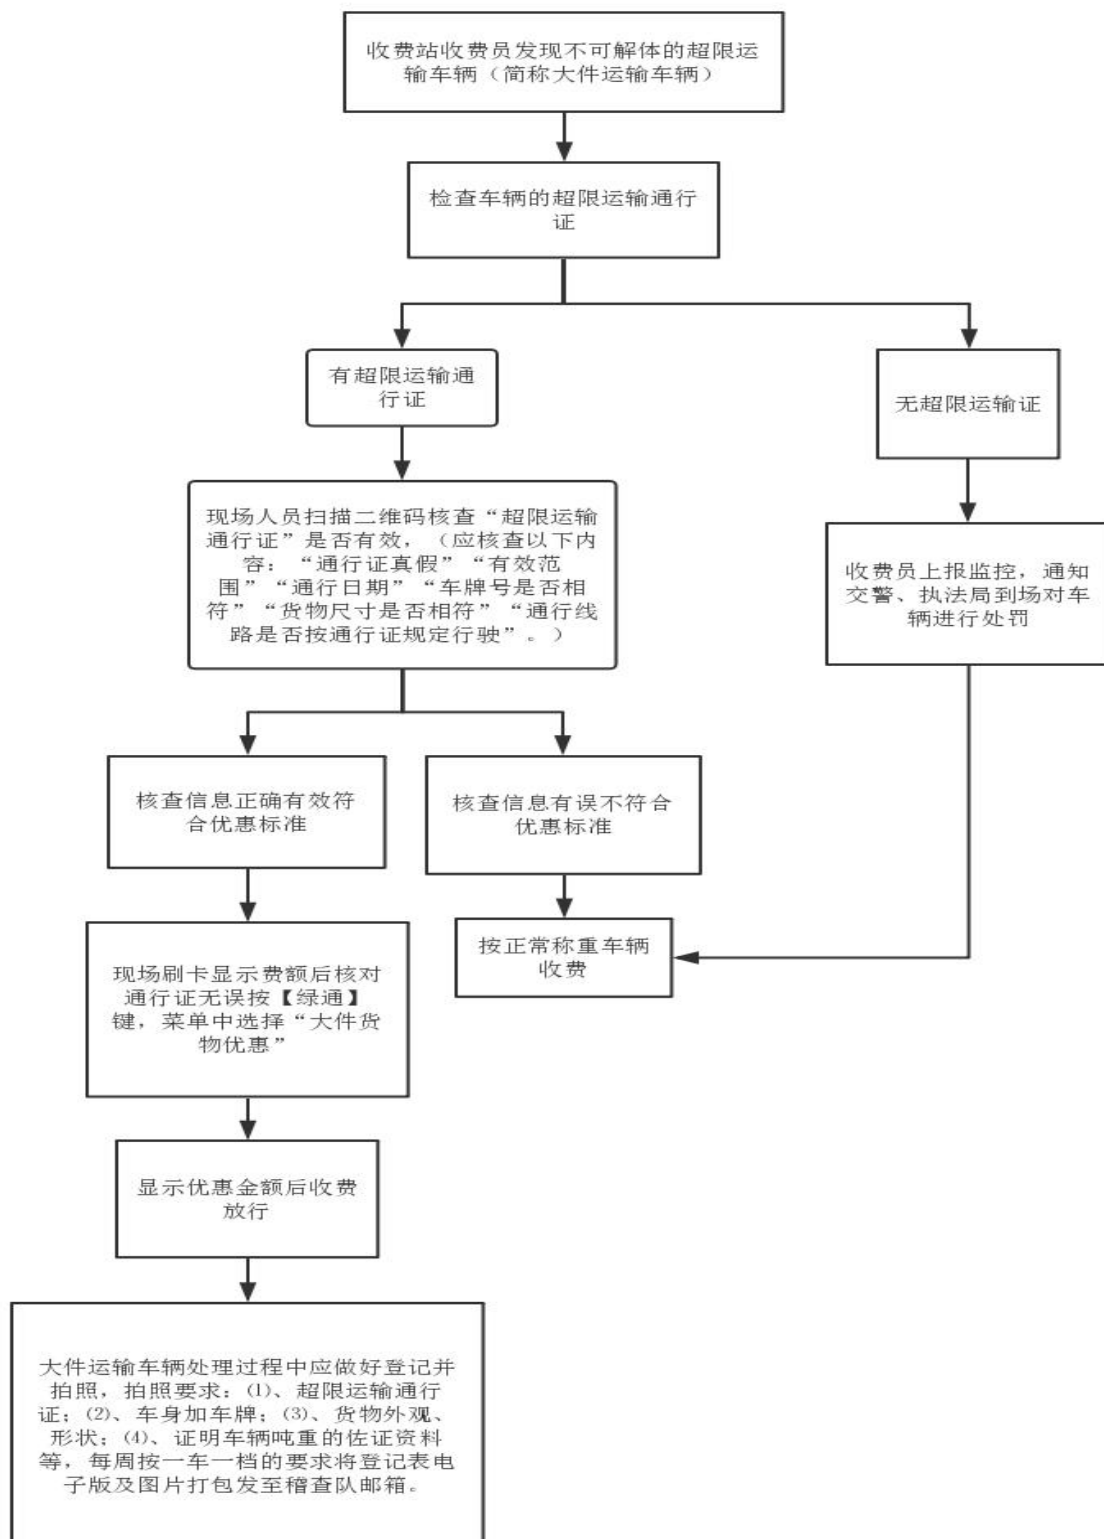 收费站收费员发现不可解体的超限运
输车辆（简称大件运输车辆）
检查车辆的超限运输通行
证
有超限运输通
行证
无超限运输证
现场人员扫描二维码核查“超限运输
通行证”是否有效，（应核查以下内
容：“通行证真假”“有效范
围”“通行日期”“车牌号是否相
符”“货物尺寸是否相符”“通行线
路是否按通行证规定行驶”。）
收费员上报监控，通知
交警、执法局到场对车
辆进行处罚
核查信息正确有效符
合优惠标准
核查信息有误不符合
优惠标准
按正常称重车辆
收费
现场刷卡显示费额后核对
通行证无误按【绿通】
键，菜单中选择“大件货
物优惠”
显示优惠金额后收费
放行
大件运输车辆处理过程中应做好登记并
拍照，拍照要求：⑴、超限运输通行
证；⑵、车身加车牌；⑶、货物外观、
形状；⑷、证明车辆吨重的佐证资料
等，每周按一车一档的要求将登记表电
子版及图片打包发至稽查队邮箱。